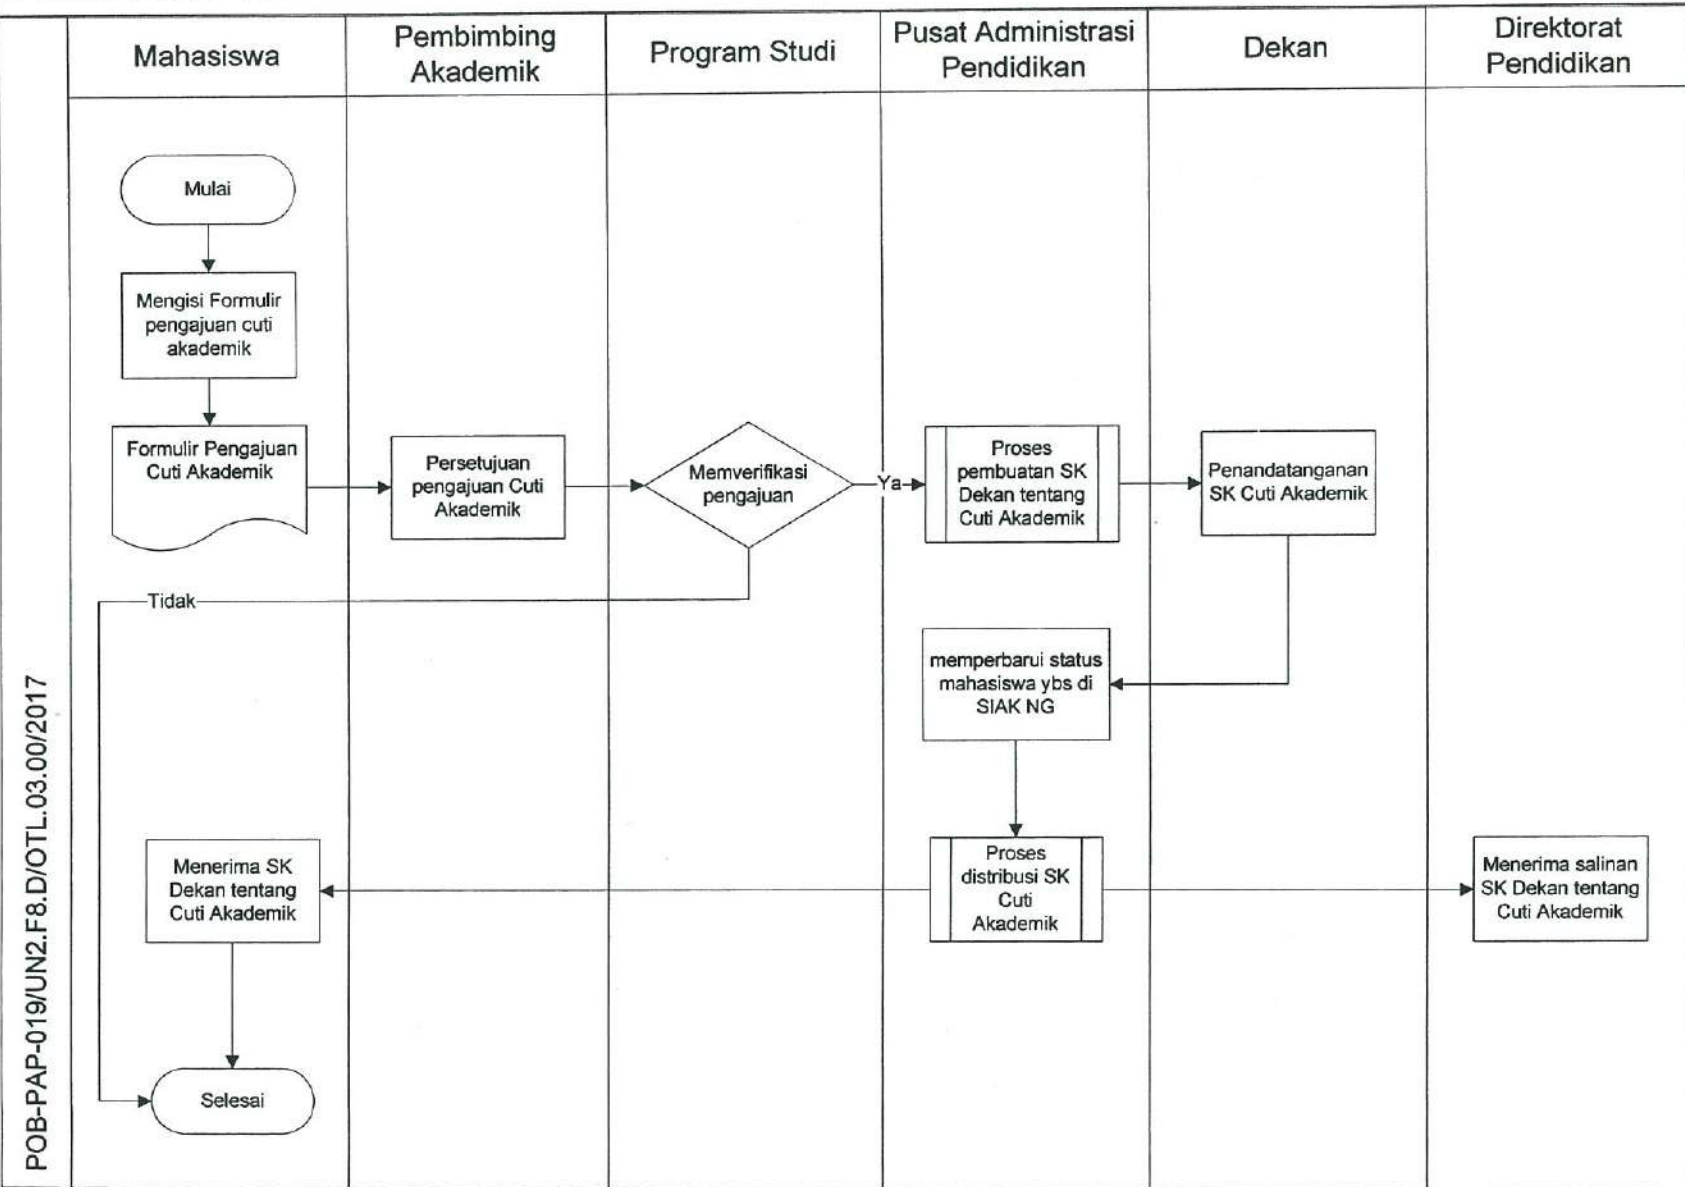 Mahasiswa
Pembimbing
Akademik
Program Studi
Pusat Administrasi
Pendidikan
Dekan
Direktorat
Pendidikan
Mulai
Mengisi Formulir
pengajuan cuti
akademik
Formulir Pengajuan
Cuti Akademik
Persetujuan
pengajuan Cuti
Akademik
Memverifikasi
pengajuan
Ya
Proses
pembuatan SK
Dekan tentang
Cuti Akademik
Penandatanganan
SK Cuti Akademik
Tidak
memperbarui status
mahasiswa ybs di
SIAK NG
Menerima SK
Dekan tentang
Cuti Akademik
Proses
distribusi SK
Cuti
Akademik
Menerima salinan
SK Dekan tentang
Cuti Akademik
Selesai
POB-PAP-019/UN2.F8.D/OTL.03.00/2017